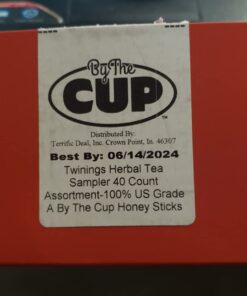 By The
CUP
TM
Distributed By:
Terrific Deal, Inc. Crown Point, In. 46307
Best By: 06/14/2024
Twinings Herbal Tea
Sampler 40 Count
Assortment-100% US Grade
A By The Cup Honey Sticks